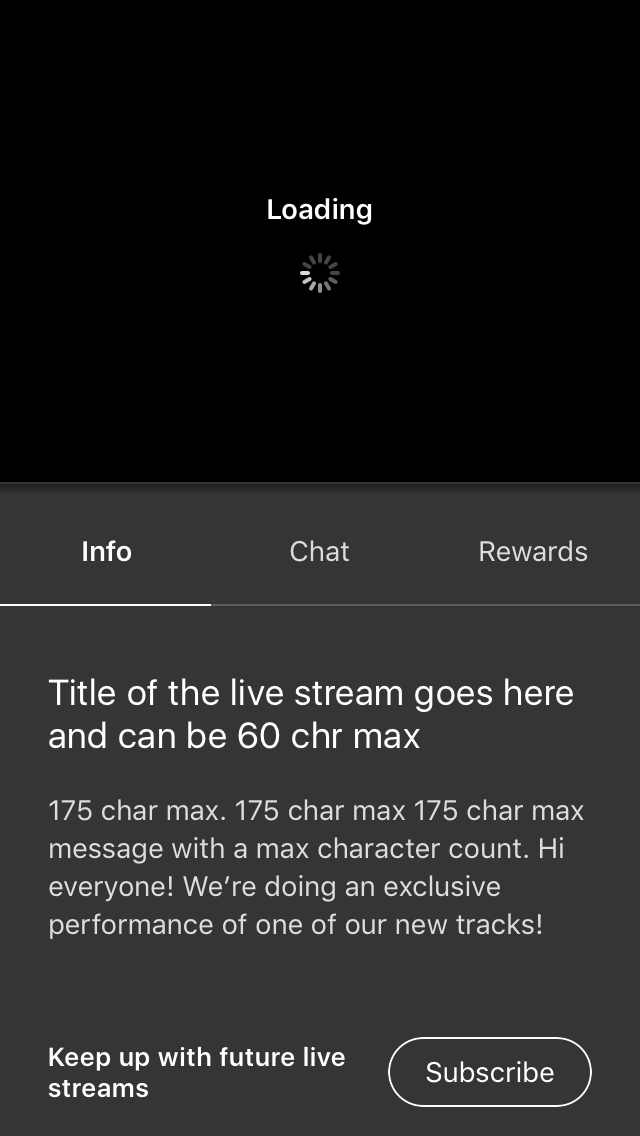 Loading
Info Chat Rewards
Title of the live stream goes here
and can be 60 chr max
175 char max. 175 char max 175 char max
message with a max character count. Hi
everyone! We’re doing an exclusive
performance of one of our new tracks!
Keep up with future live
streams
Subscribe